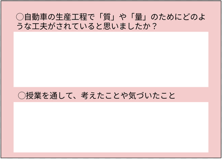 ○自動車の生産工程で「質」や「量」のためにどのよ
うな工夫がされていると思いましたか？
○授業を通して、考えたことや気づいたこと